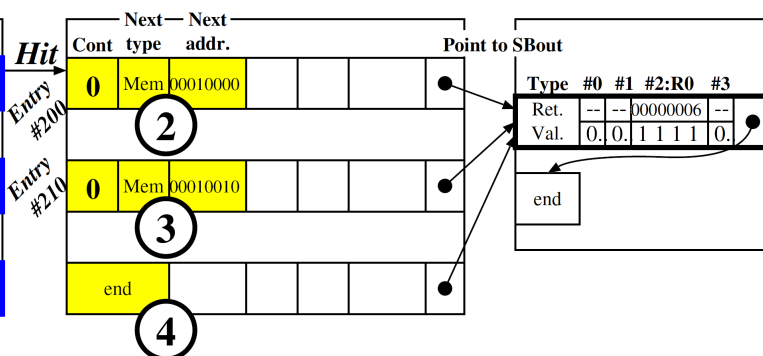 Next Next
Hit Cont type addr. Point to SBout
Entry #200
0 Mem 00010000
2
Type #0 #1 #2:R0 #3
Ret. -- -- 00000006 --
Val. 0. 0. 1 1 1 1 0.
Entry #210
0 Mem 00010010
3
end
end
4